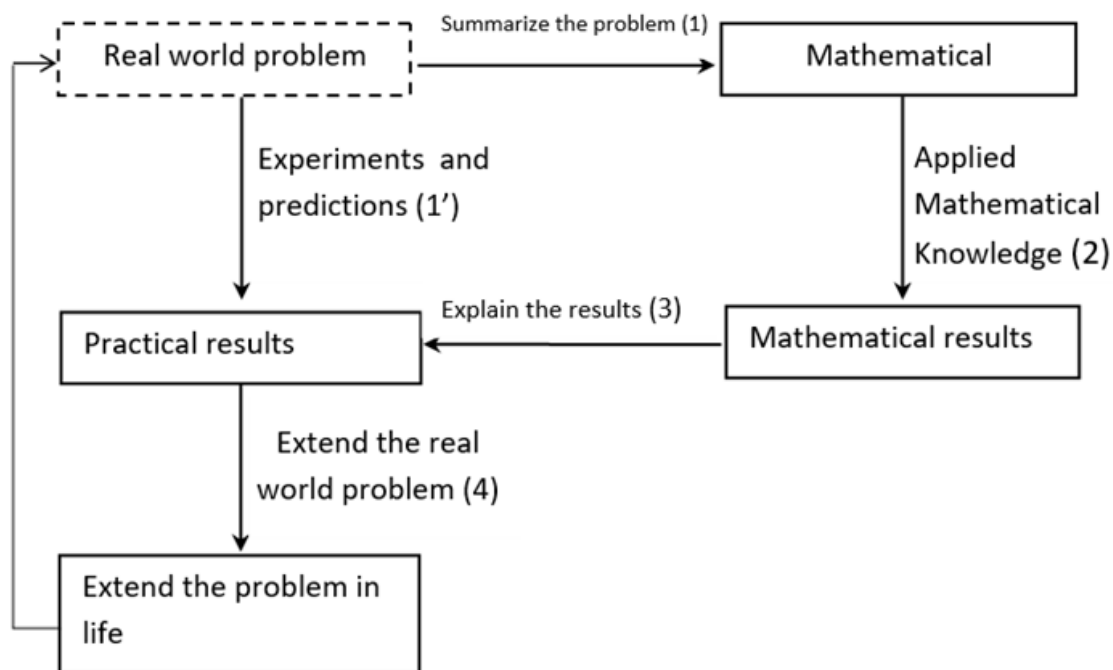 Summarize the problem (1)
Real world problem
Mathematical
Experiments and
predictions (1’)
Applied
Mathematical
Knowledge (2)
Explain the results (3)
Practical results
Mathematical results
Extend the real
world problem (4)
Extend the problem in
life